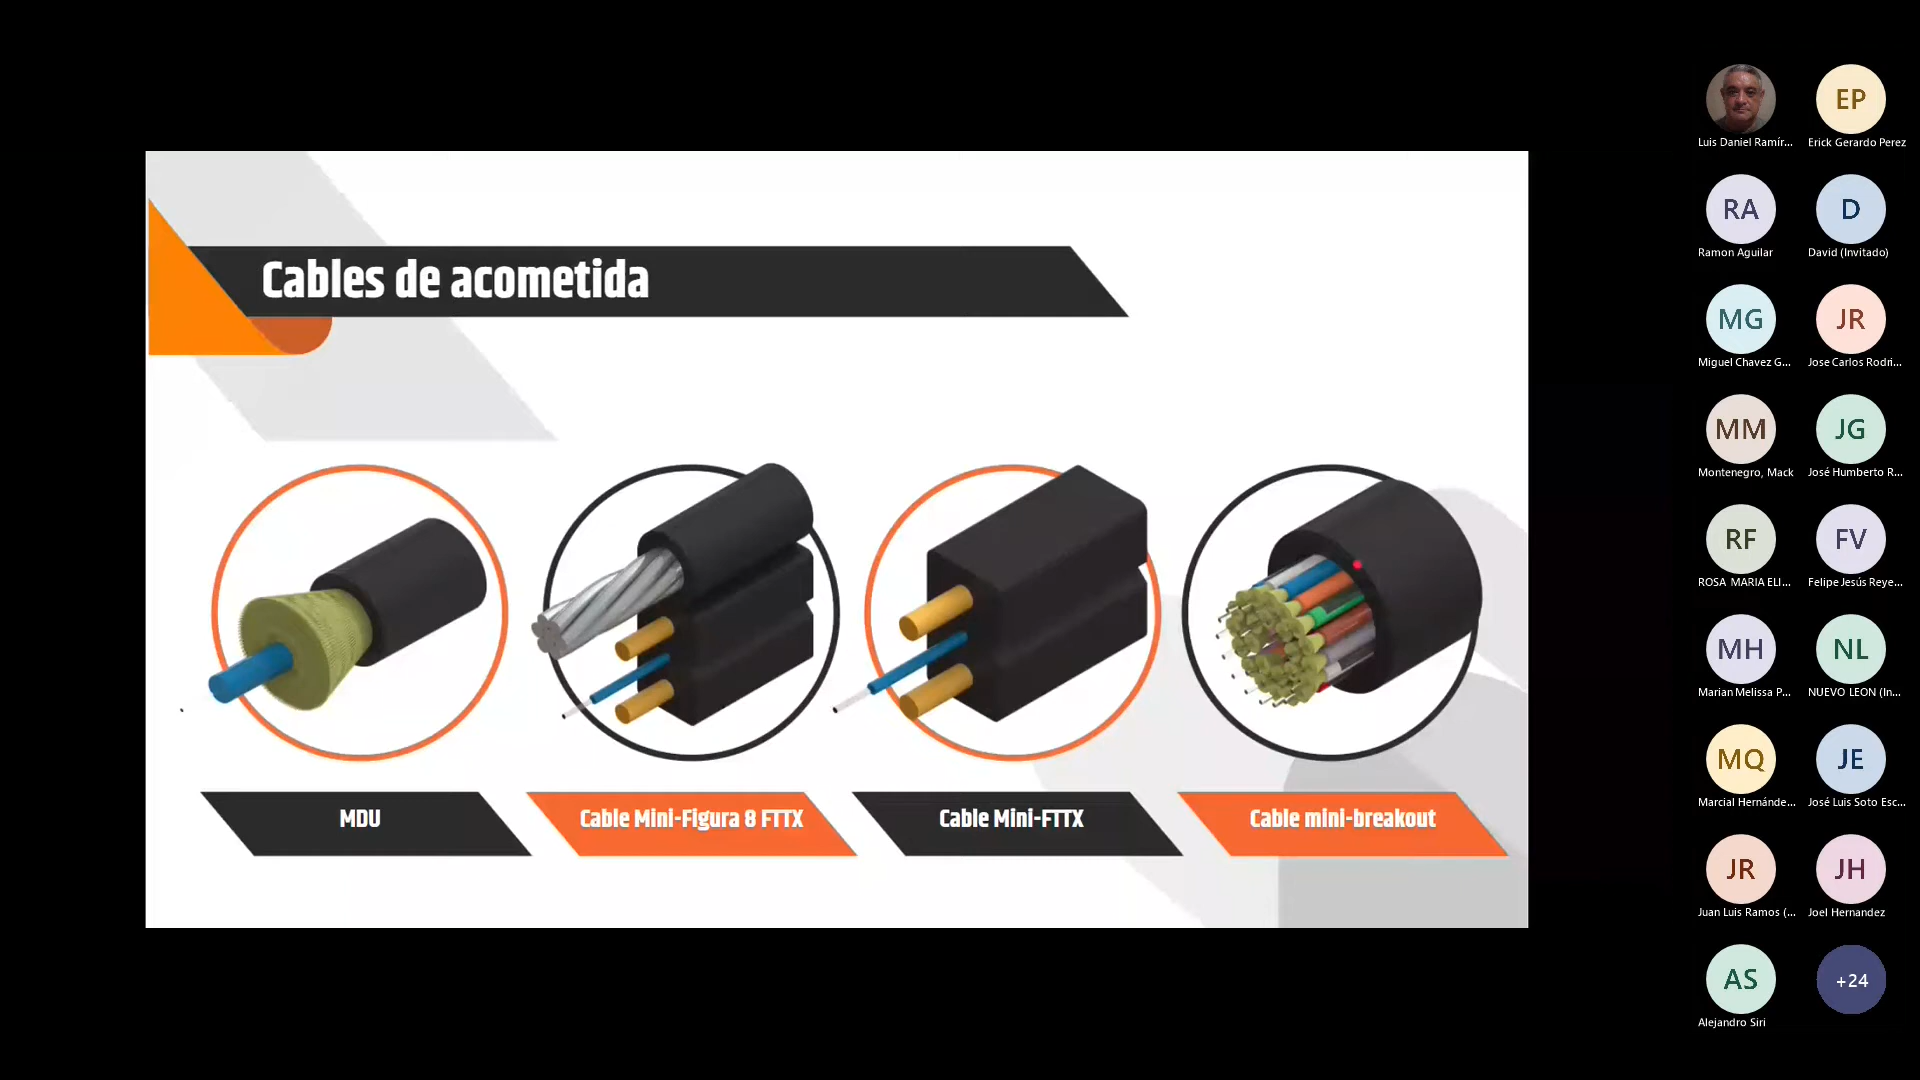 Cables de acometida
MDU
Cable Mini-Figura 8 FTTX
Cable Mini-FTTX
Cable mini-breakout
Luis Daniel Ramír...
EP
Erick Gerardo Perez
RA
Ramon Aguilar
D
David (Invitado)
MG
Miguel Chavez G...
JR
Jose Carlos Rodri...
MM
Montenegro, Mack
JG
José Humberto R...
RF
ROSA MARIA ELI...
FV
Felipe Jesús Reye...
MH
Marian Melissa P...
NL
NUEVO LEON (In...
MQ
Marcial Hernánde...
JE
José Luis Soto Esc...
JR
Juan Luis Ramos (...
JH
Joel Hernandez
AS
Alejandro Siri
+24